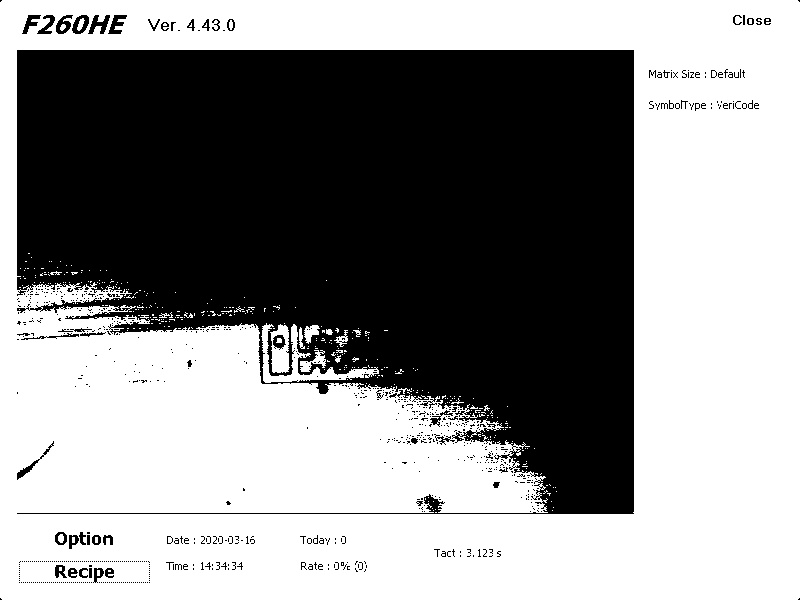 F260HE Ver. 4.43.0
Close
Matrix Size : Default
SymbolType : VeriCode
Option
Date : 2020-03-16
Today : 0
Tact : 3.123 s
Recipe
Time : 14:34:34
Rate : 0% (0)